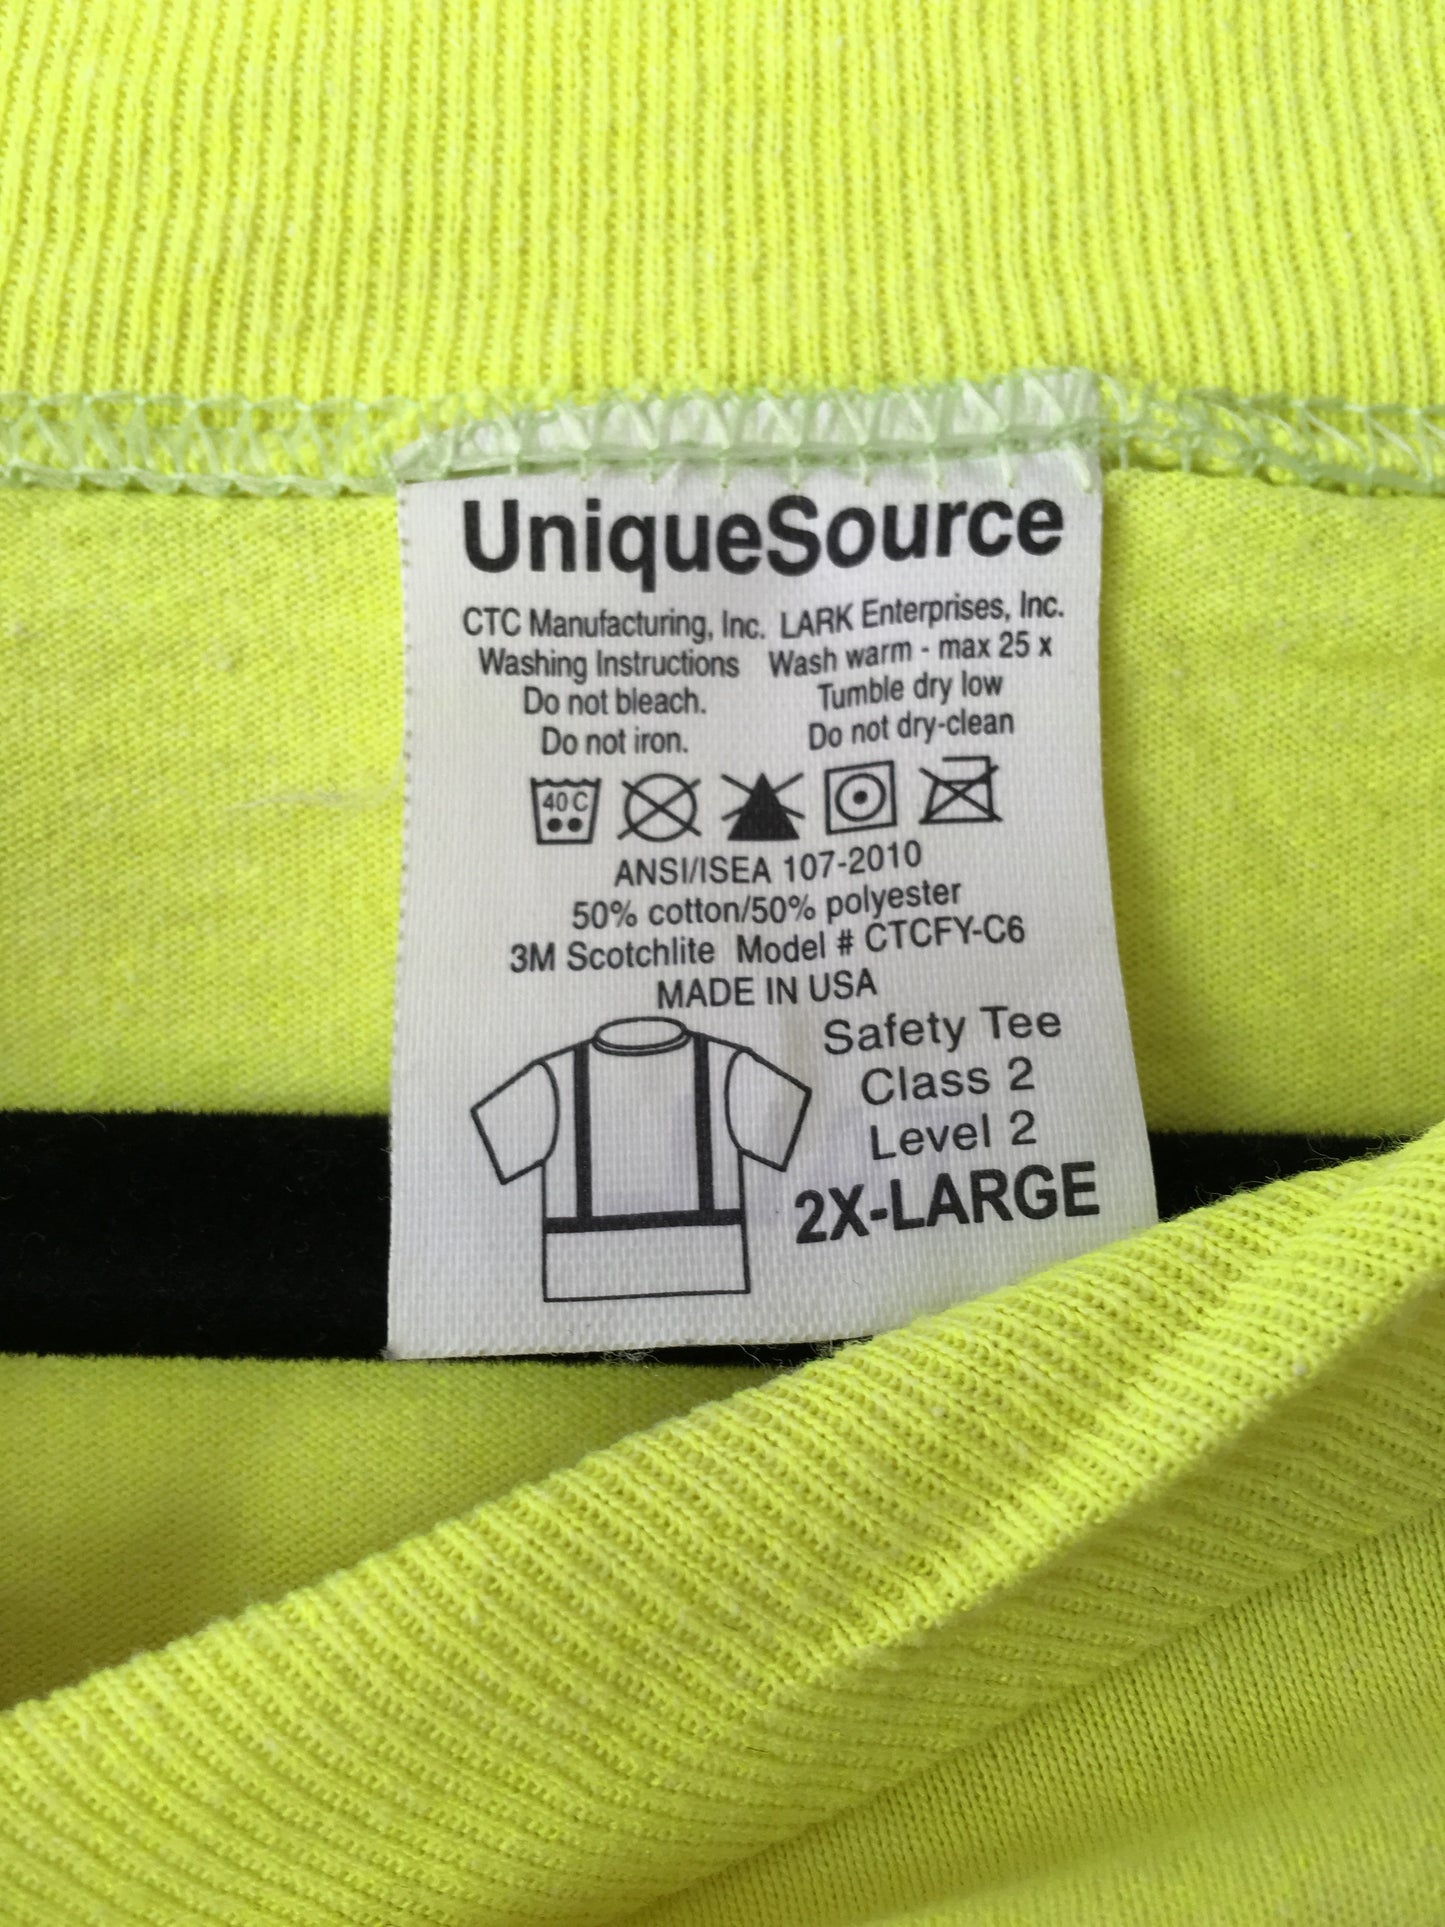 UniqueSource
CTC Manufacturing, Inc. LARK Enterprises, Inc.
Washing Instructions Wash warm - max 25 x
Do not bleach. Tumble dry low
Do not iron. Do not dry-clean
40 C
ANSI/ISEA 107-2010
50% cotton/50% polyester
3M Scotchlite Model # CTCFY-C6
MADE IN USA
Safety Tee
Class 2
Level 2
2X-LARGE